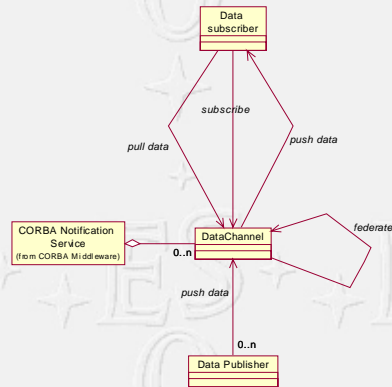 Data
subscriber
subscribe
pull data
push data
CORBA Notification
Service
(from CORBA Middleware)
0..n
DataChannel
federate
push data
0..n
Data Publisher